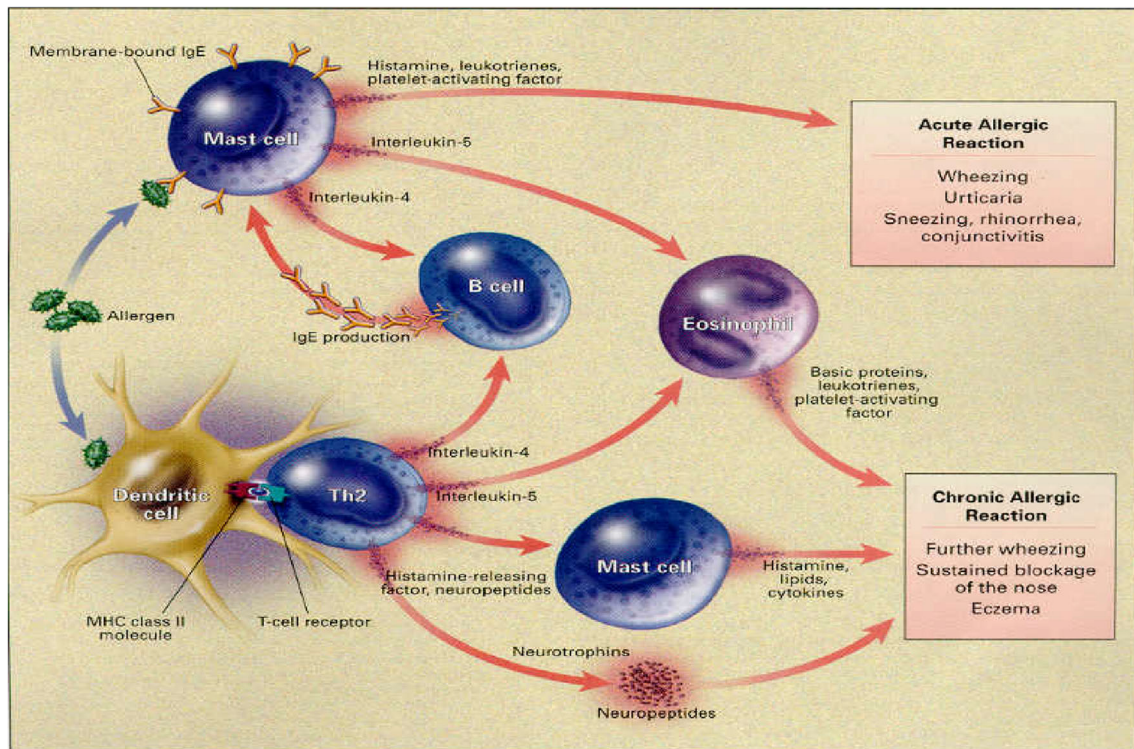 Membrane-bound IgE
Histamine, leukotrienes,
platelet-activating factor
Mast cell
Interleukin-5
Interleukin-4
Acute Allergic
Reaction
Wheezing
Urticaria
Sneezing, rhinorrhea,
conjunctivitis
B cell
Allergen
IgE production
Eosinophil
Basic proteins,
leukotrienes,
platelet-activating
factor
Interleukin-4
Dendritic
cell
Th2
Interleukin-5
Mast cell
Histamine-releasing
factor, neuropeptides
Histamine,
lipids,
cytokines
Chronic Allergic
Reaction
Further wheezing
Sustained blockage
of the nose
Eczema
MHC class II
molecule
T-cell receptor
Neurotrophins
Neuropeptides